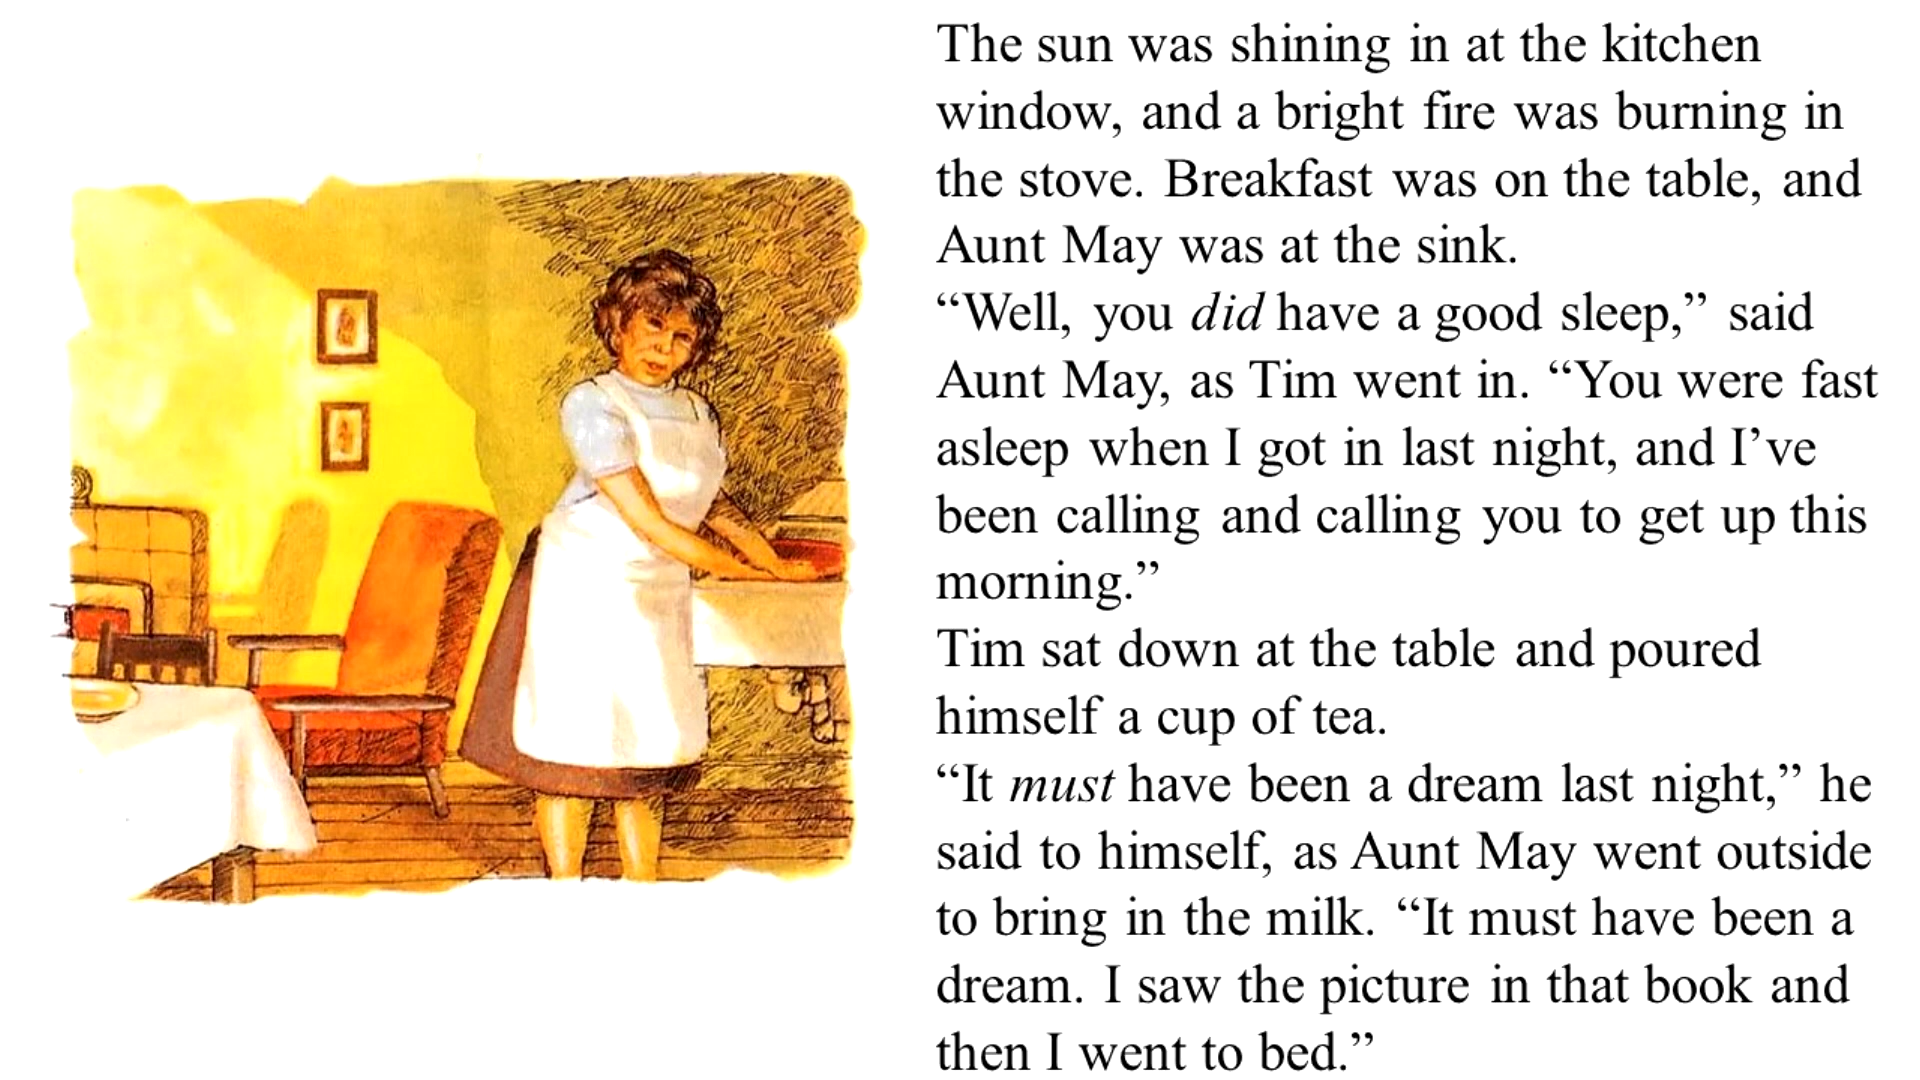 The sun was shining in at the kitchen
window, and a bright fire was burning in
the stove. Breakfast was on the table, and
Aunt May was at the sink.
“Well, you did have a good sleep,” said
Aunt May, as Tim went in. “You were fast
asleep when I got in last night, and I’ve
been calling and calling you to get up this
morning.”
Tim sat down at the table and poured
himself a cup of tea.
“It must have been a dream last night,” he
said to himself, as Aunt May went outside
to bring in the milk. “It must have been a
dream. I saw the picture in that book and
then I went to bed.”